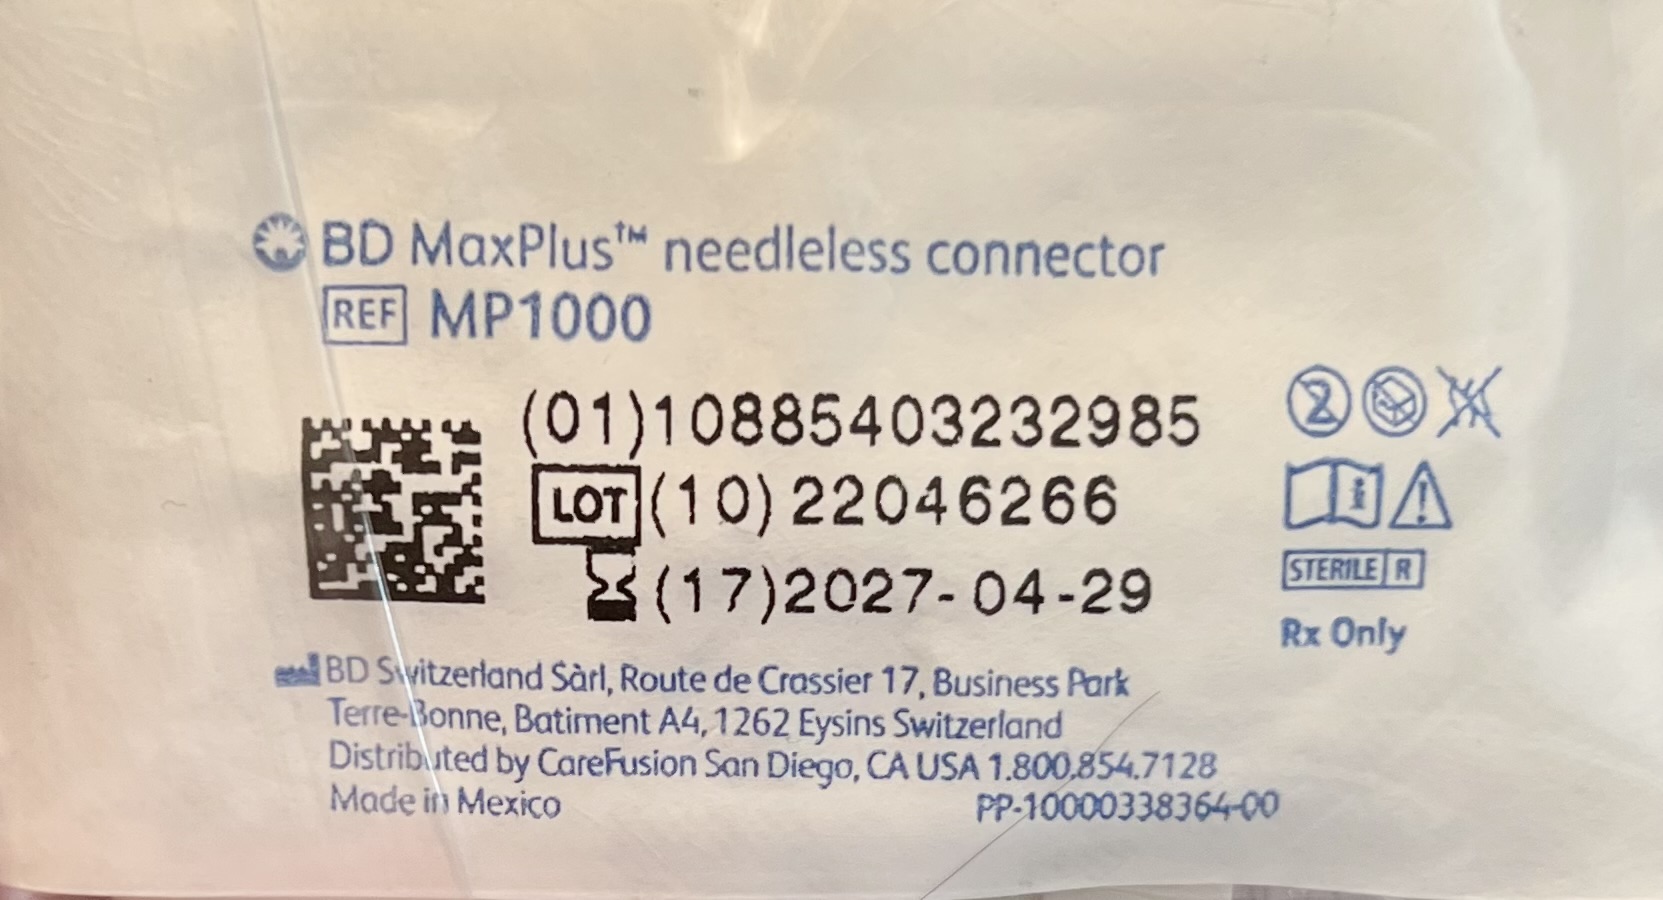 BD MaxPlus™ needleless connector
REF MP1000
(01)10885403232985
LOT (10)22046266
(17)2027-04-29
2
STERILE R
Rx Only
BD Switzerland Sàrl, Route de Crassier 17, Business Park
Terre-Bonne, Batiment A4, 1262 Eysins Switzerland
Distributed by CareFusion San Diego, CA USA 1.800.854.7128
Made in Mexico PP-10000338364-00